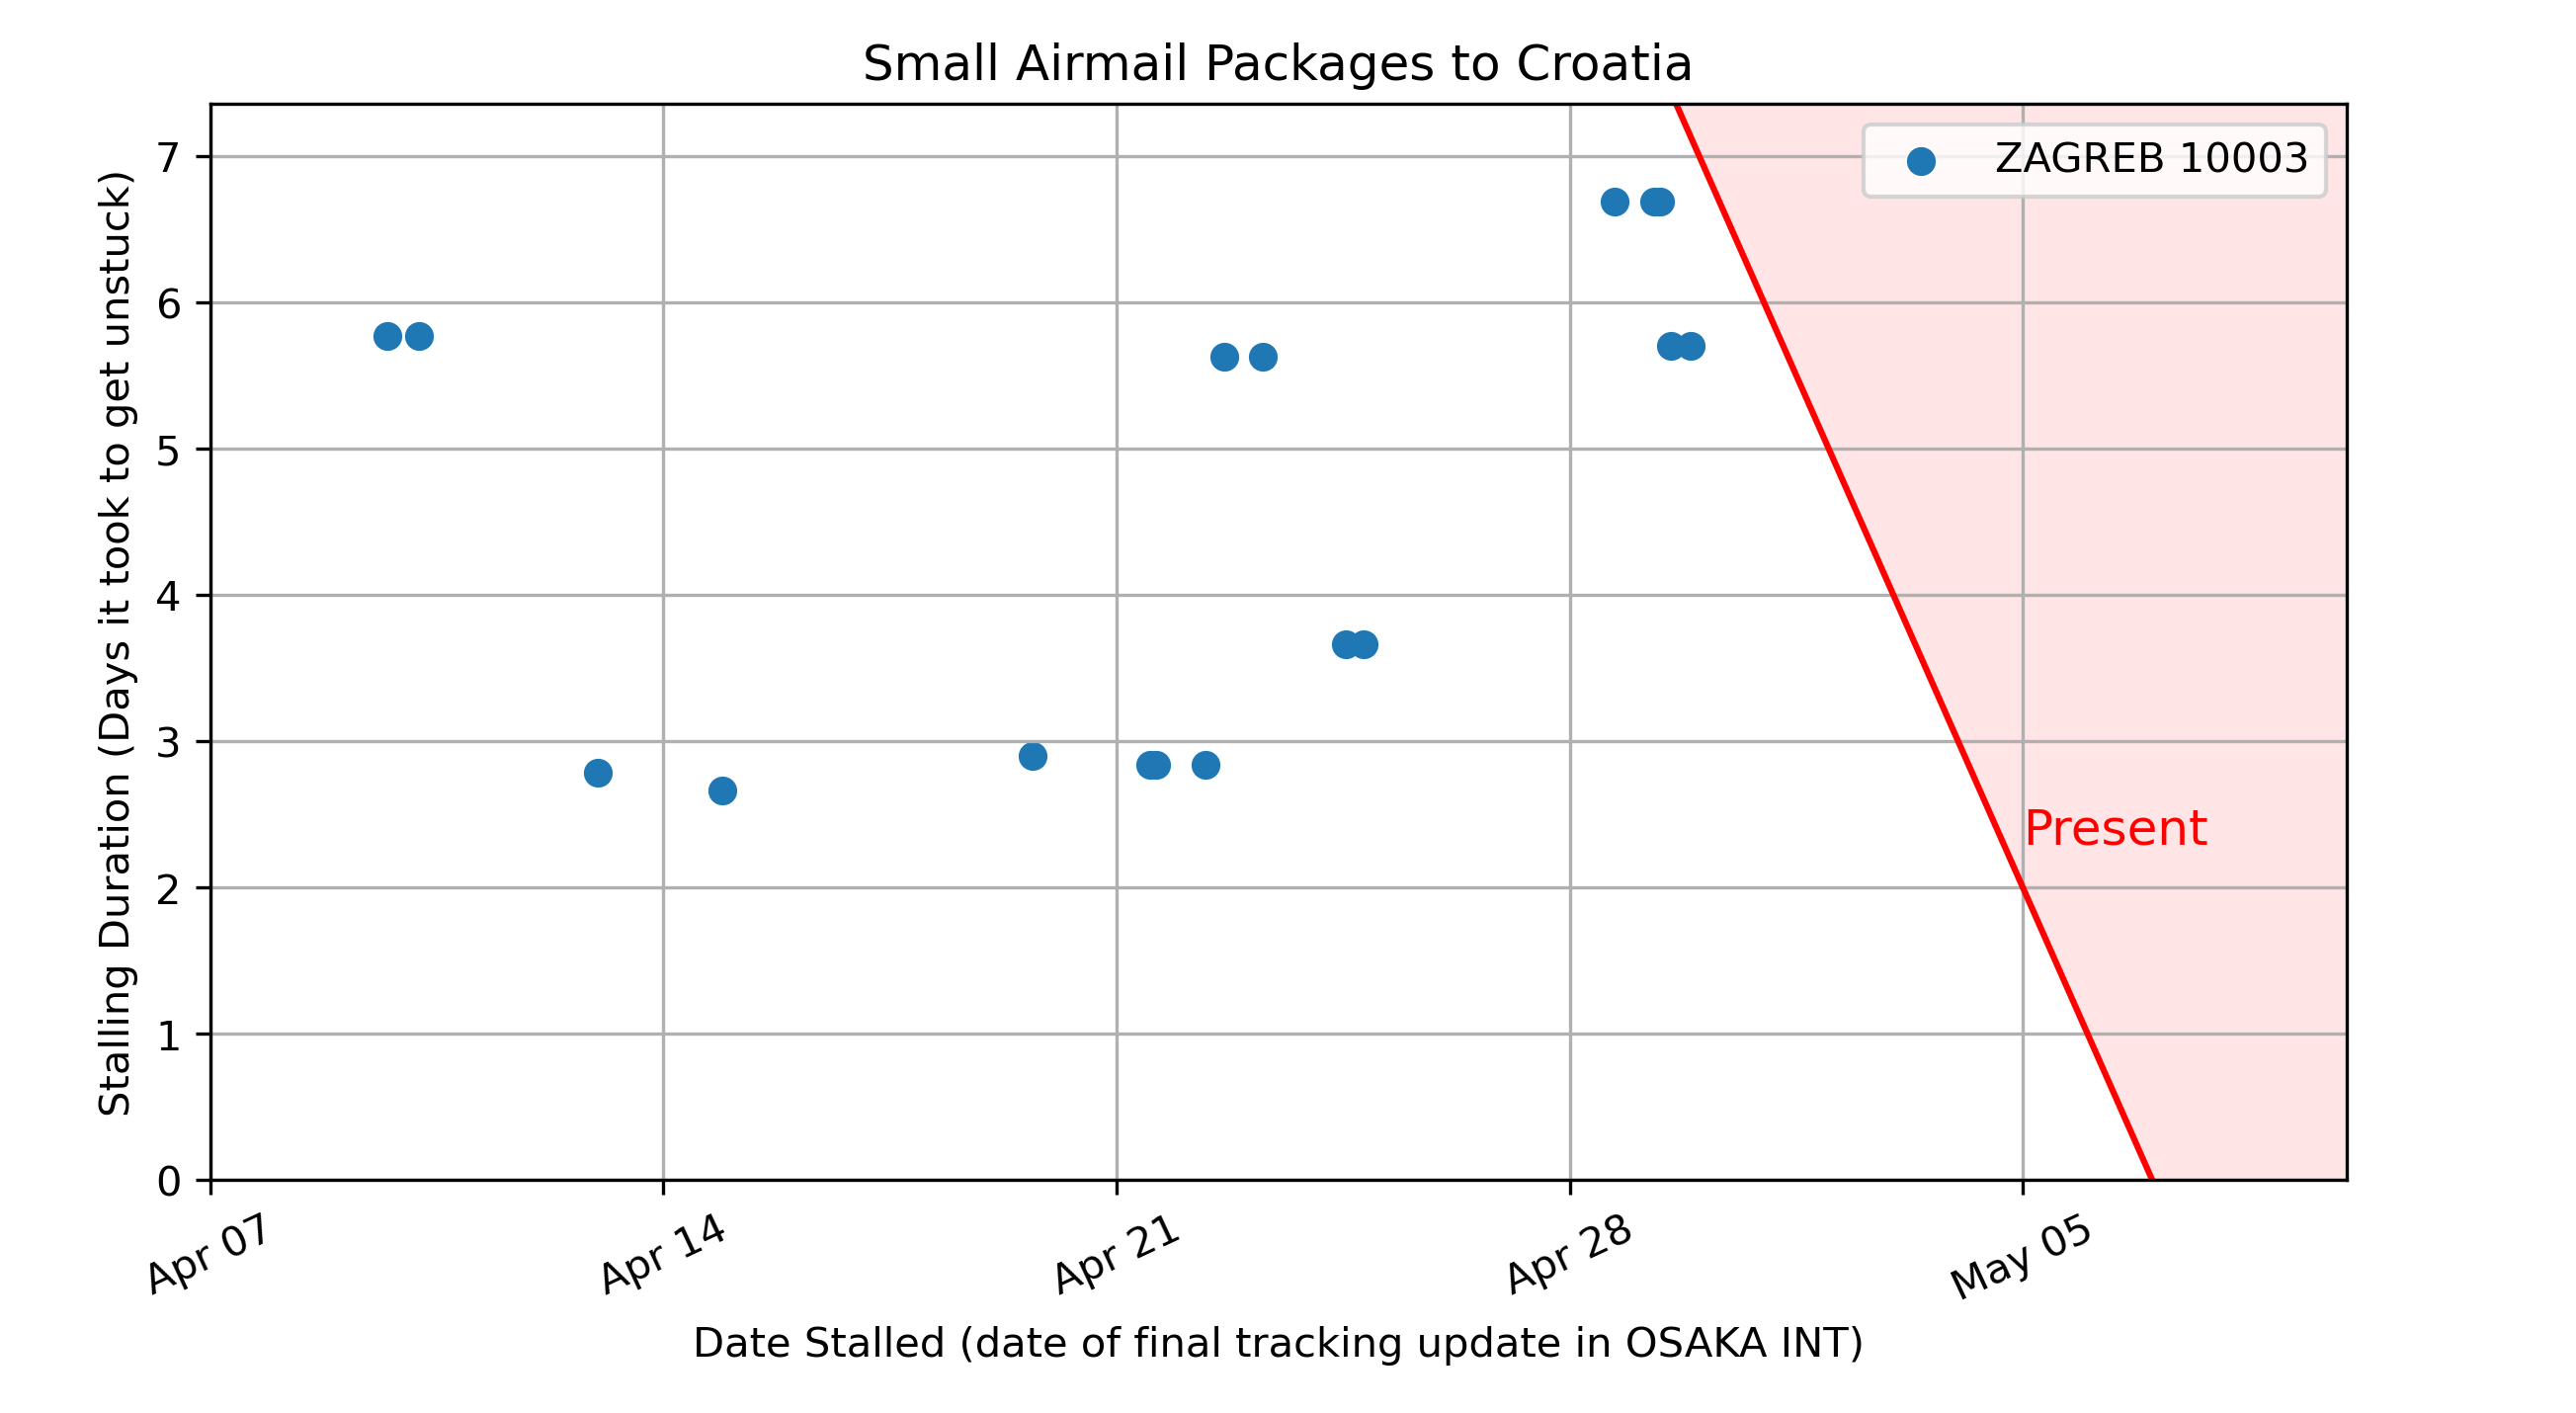 Small Airmail Packages to Croatia
ZAGREB 10003
Stalling Duration (Days it took to get unstuck)
7
6
5
4
3
2
1
0
Present
Apr 07
Apr 14
Apr 21
Apr 28
May 05
Date Stalled (date of final tracking update in OSAKA INT)